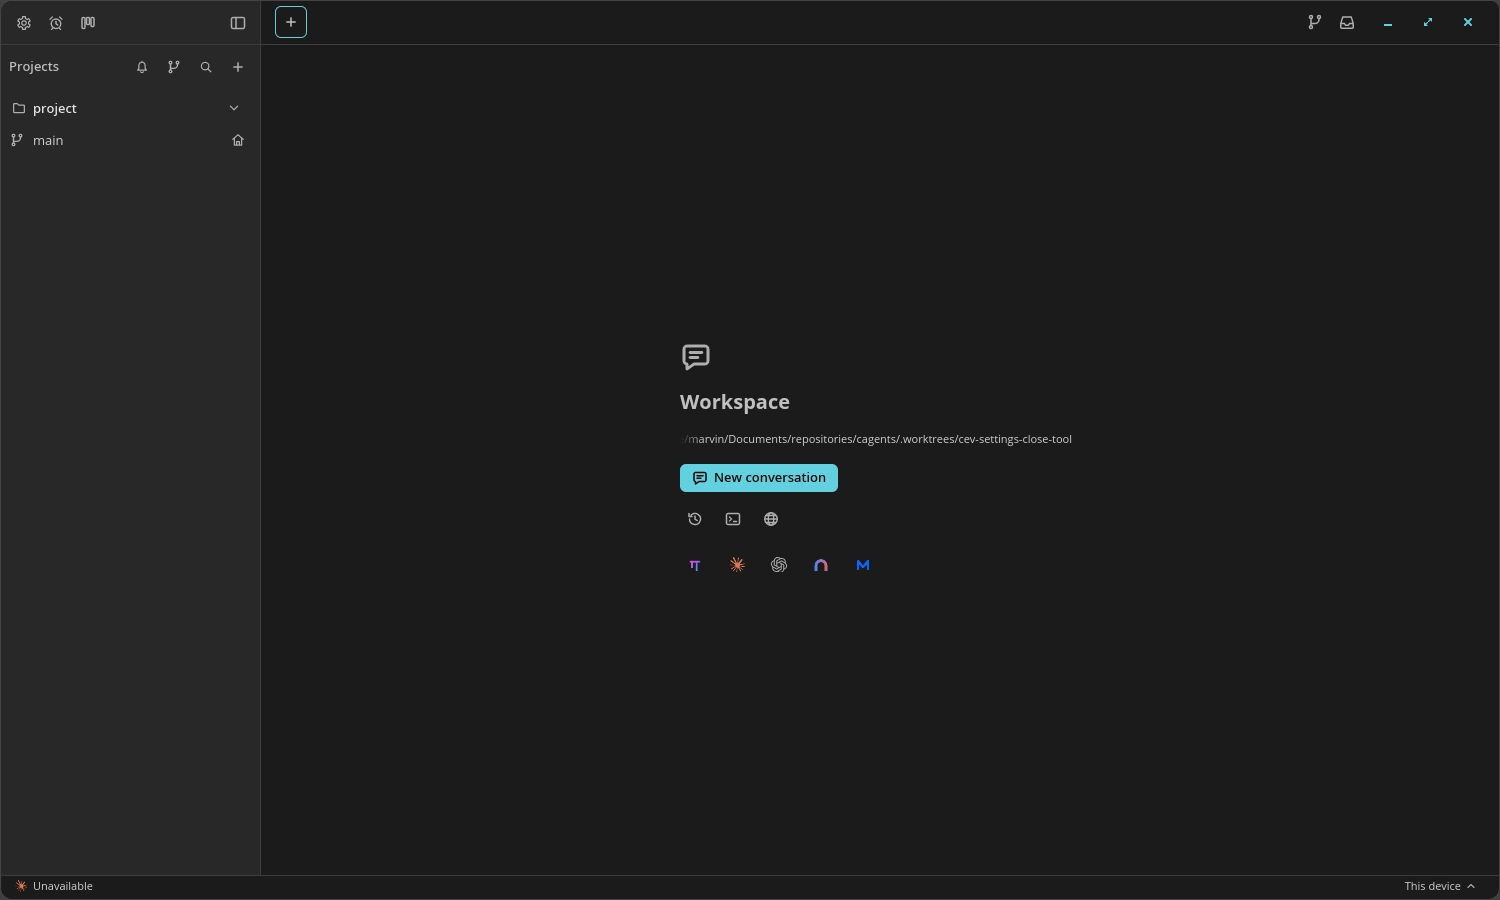 Projects
project
main
Workspace
marvin/Documents/repositories/cagents/.worktrees/cev-settings-close-tool
New conversation
Unavailable
This device